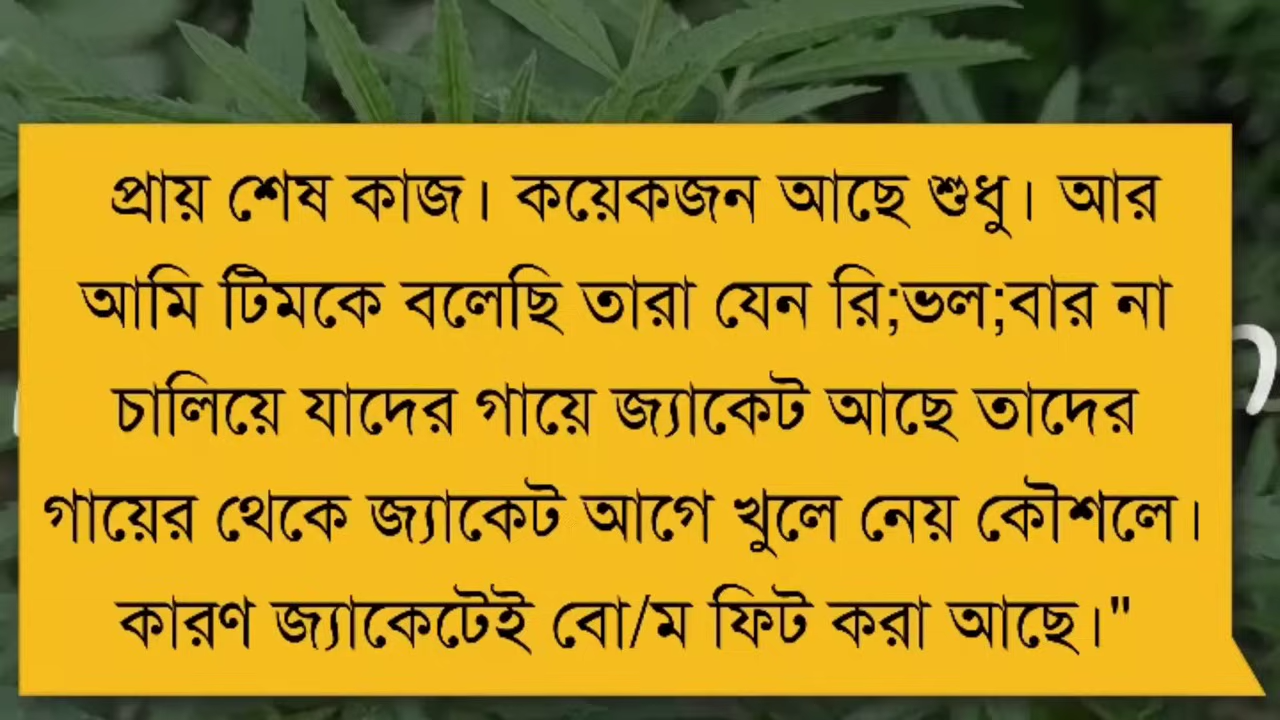 প্রায় শেষ কাজ। কয়েকজন আছে শুধু। আর
আমি টিমকে বলেছি তারা যেন রি;ভল;বার না
চালিয়ে যাদের গায়ে জ্যাকেট আছে তাদের
গায়ের থেকে জ্যাকেট আগে খুলে নেয় কৌশলে।
কারণ জ্যাকেটেই বো/ম ফিট করা আছে।"